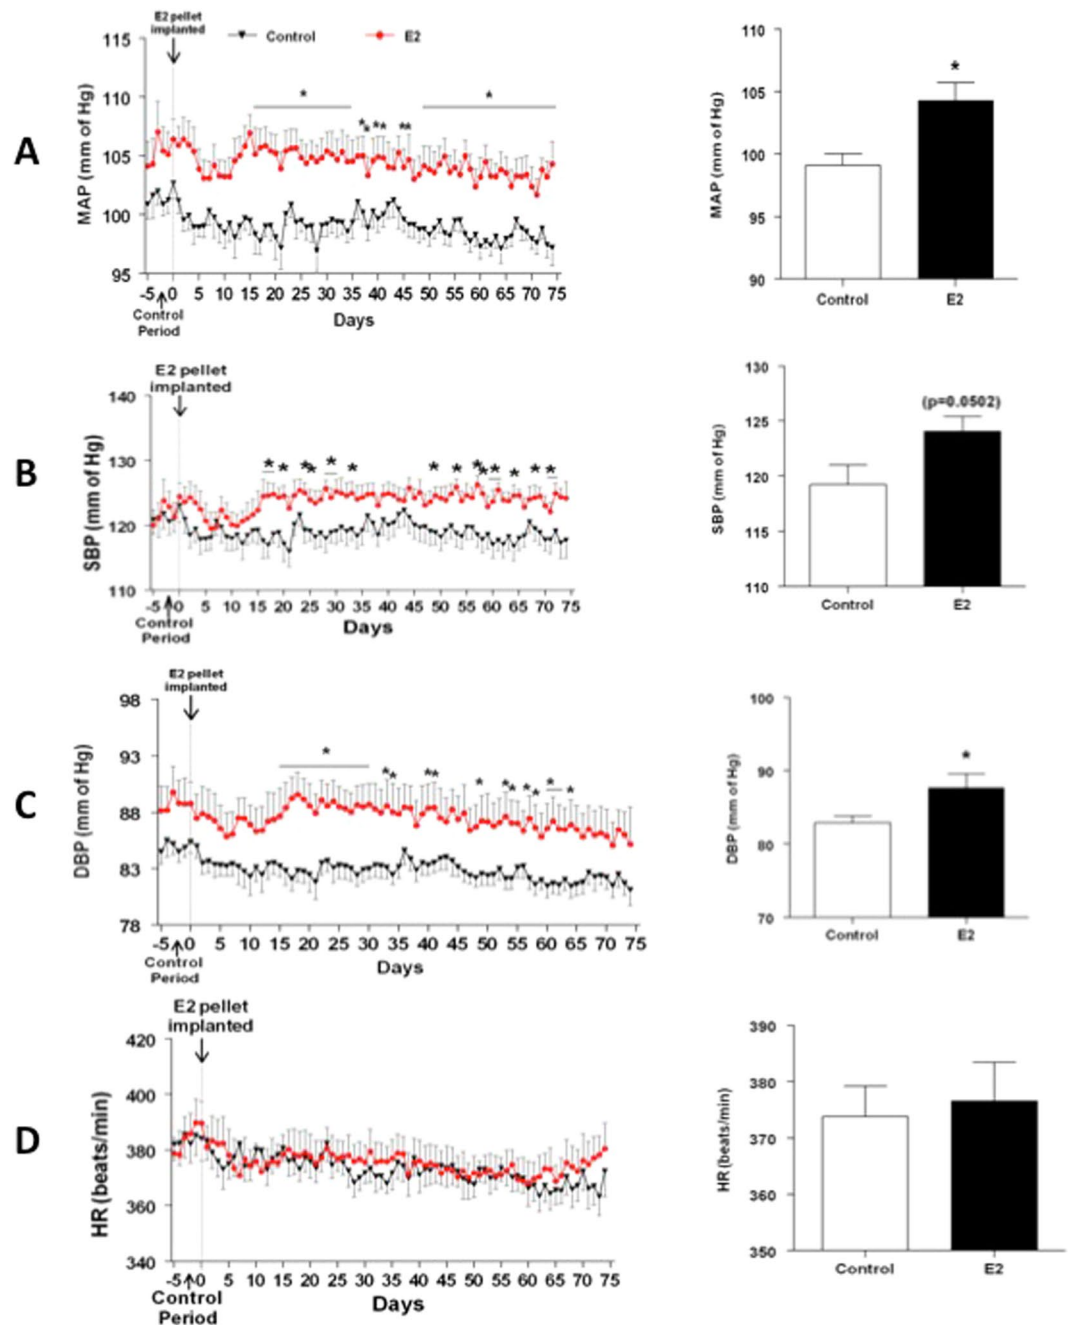 E2 pellet
implanted
Control
E2
A
MAP (mm of Hg)
115
110
105
100
95
*
*
*
*
**
**
-5 0 5 10 15 20 25 30 35 40 45 50 55 60 65 70 75
Control
Period
Days
MAP (mm of Hg)
110
105
100
95
90
*
Control
E2
B
E2 pellet
implanted
SBP (mm of Hg)
140
130
120
110
* * * * * * * * * * * * * *
-5 0 5 10 15 20 25 30 35 40 45 50 55 60 65 70 75
Control
Period
Days
SBP (mm of Hg)
130
125
120
115
110
(p=0.0502)
Control
E2
C
E2 pellet
implanted
DBP (mm of Hg)
98
93
88
83
78
* * * * * * * * * * * *
-5 0 5 10 15 20 25 30 35 40 45 50 55 60 65 70 75
Control
Period
Days
DBP (mm of Hg)
100
90
80
70
*
Control
E2
D
E2 pellet
implanted
HR (beats/min)
420
400
380
360
340
-5 0 5 10 15 20 25 30 35 40 45 50 55 60 65 70 75
Control
Period
Days
HR (beats/min)
390
380
370
360
350
Control
E2